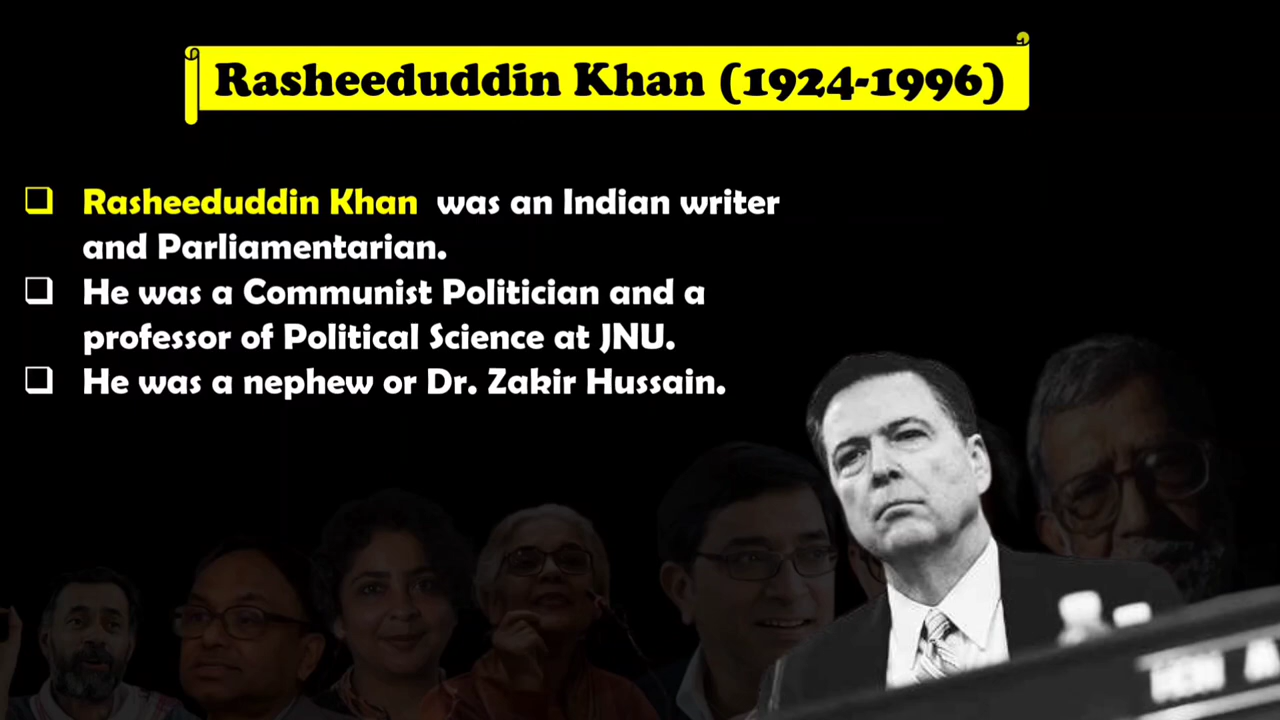 Rasheeduddin Khan (1924-1996)
Rasheeduddin Khan was an Indian writer
and Parliamentarian.
He was a Communist Politician and a
professor of Political Science at JNU.
He was a nephew or Dr. Zakir Hussain.